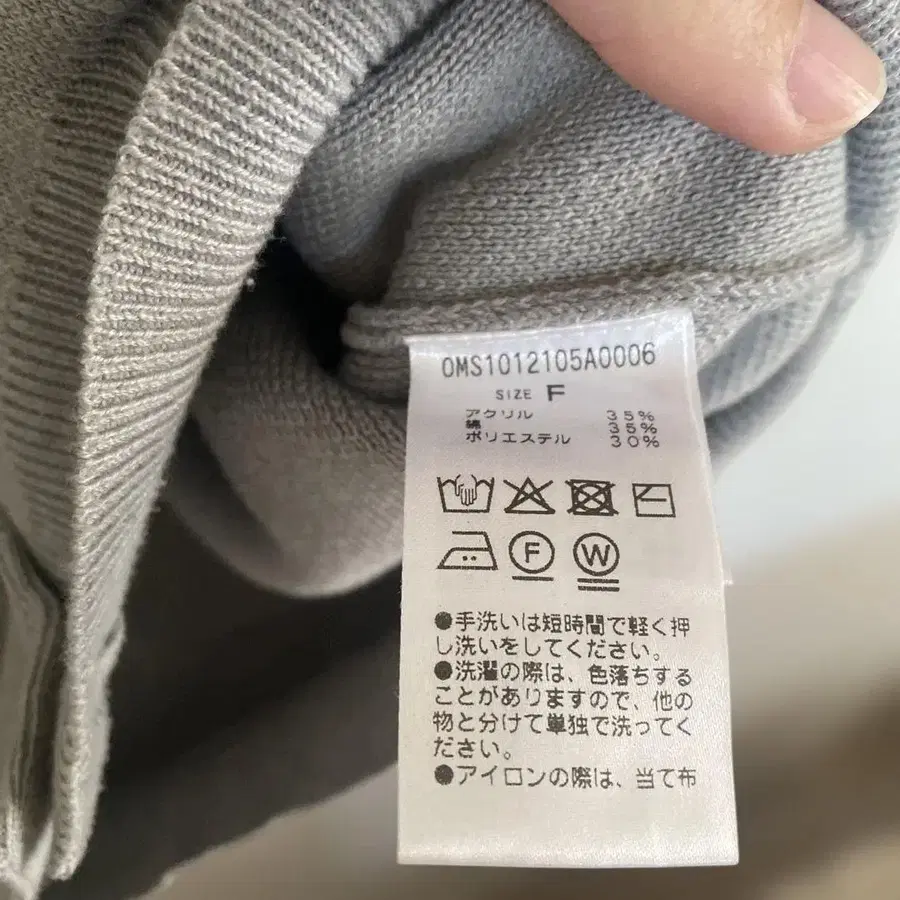 OMS1012105A0006
SIZE F
アクリル 35%
綿 35%
ポリエステル 30%
F W
●手洗いは短時間で軽く押
し洗いをしてください。
●洗濯の際は、色落ちする
ことがありますので、他の
物と分けて単独で洗ってく
ださい。
●アイロンの際は、当て布